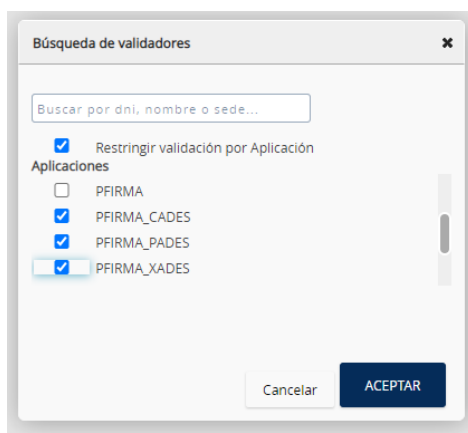 Búsqueda de validadores
Buscar por dni, nombre o sede...
Restringir validación por Aplicación
Aplicaciones
PFIRMA
PFIRMA_CADES
PFIRMA_PADES
PFIRMA_XADES
Cancelar ACEPTAR